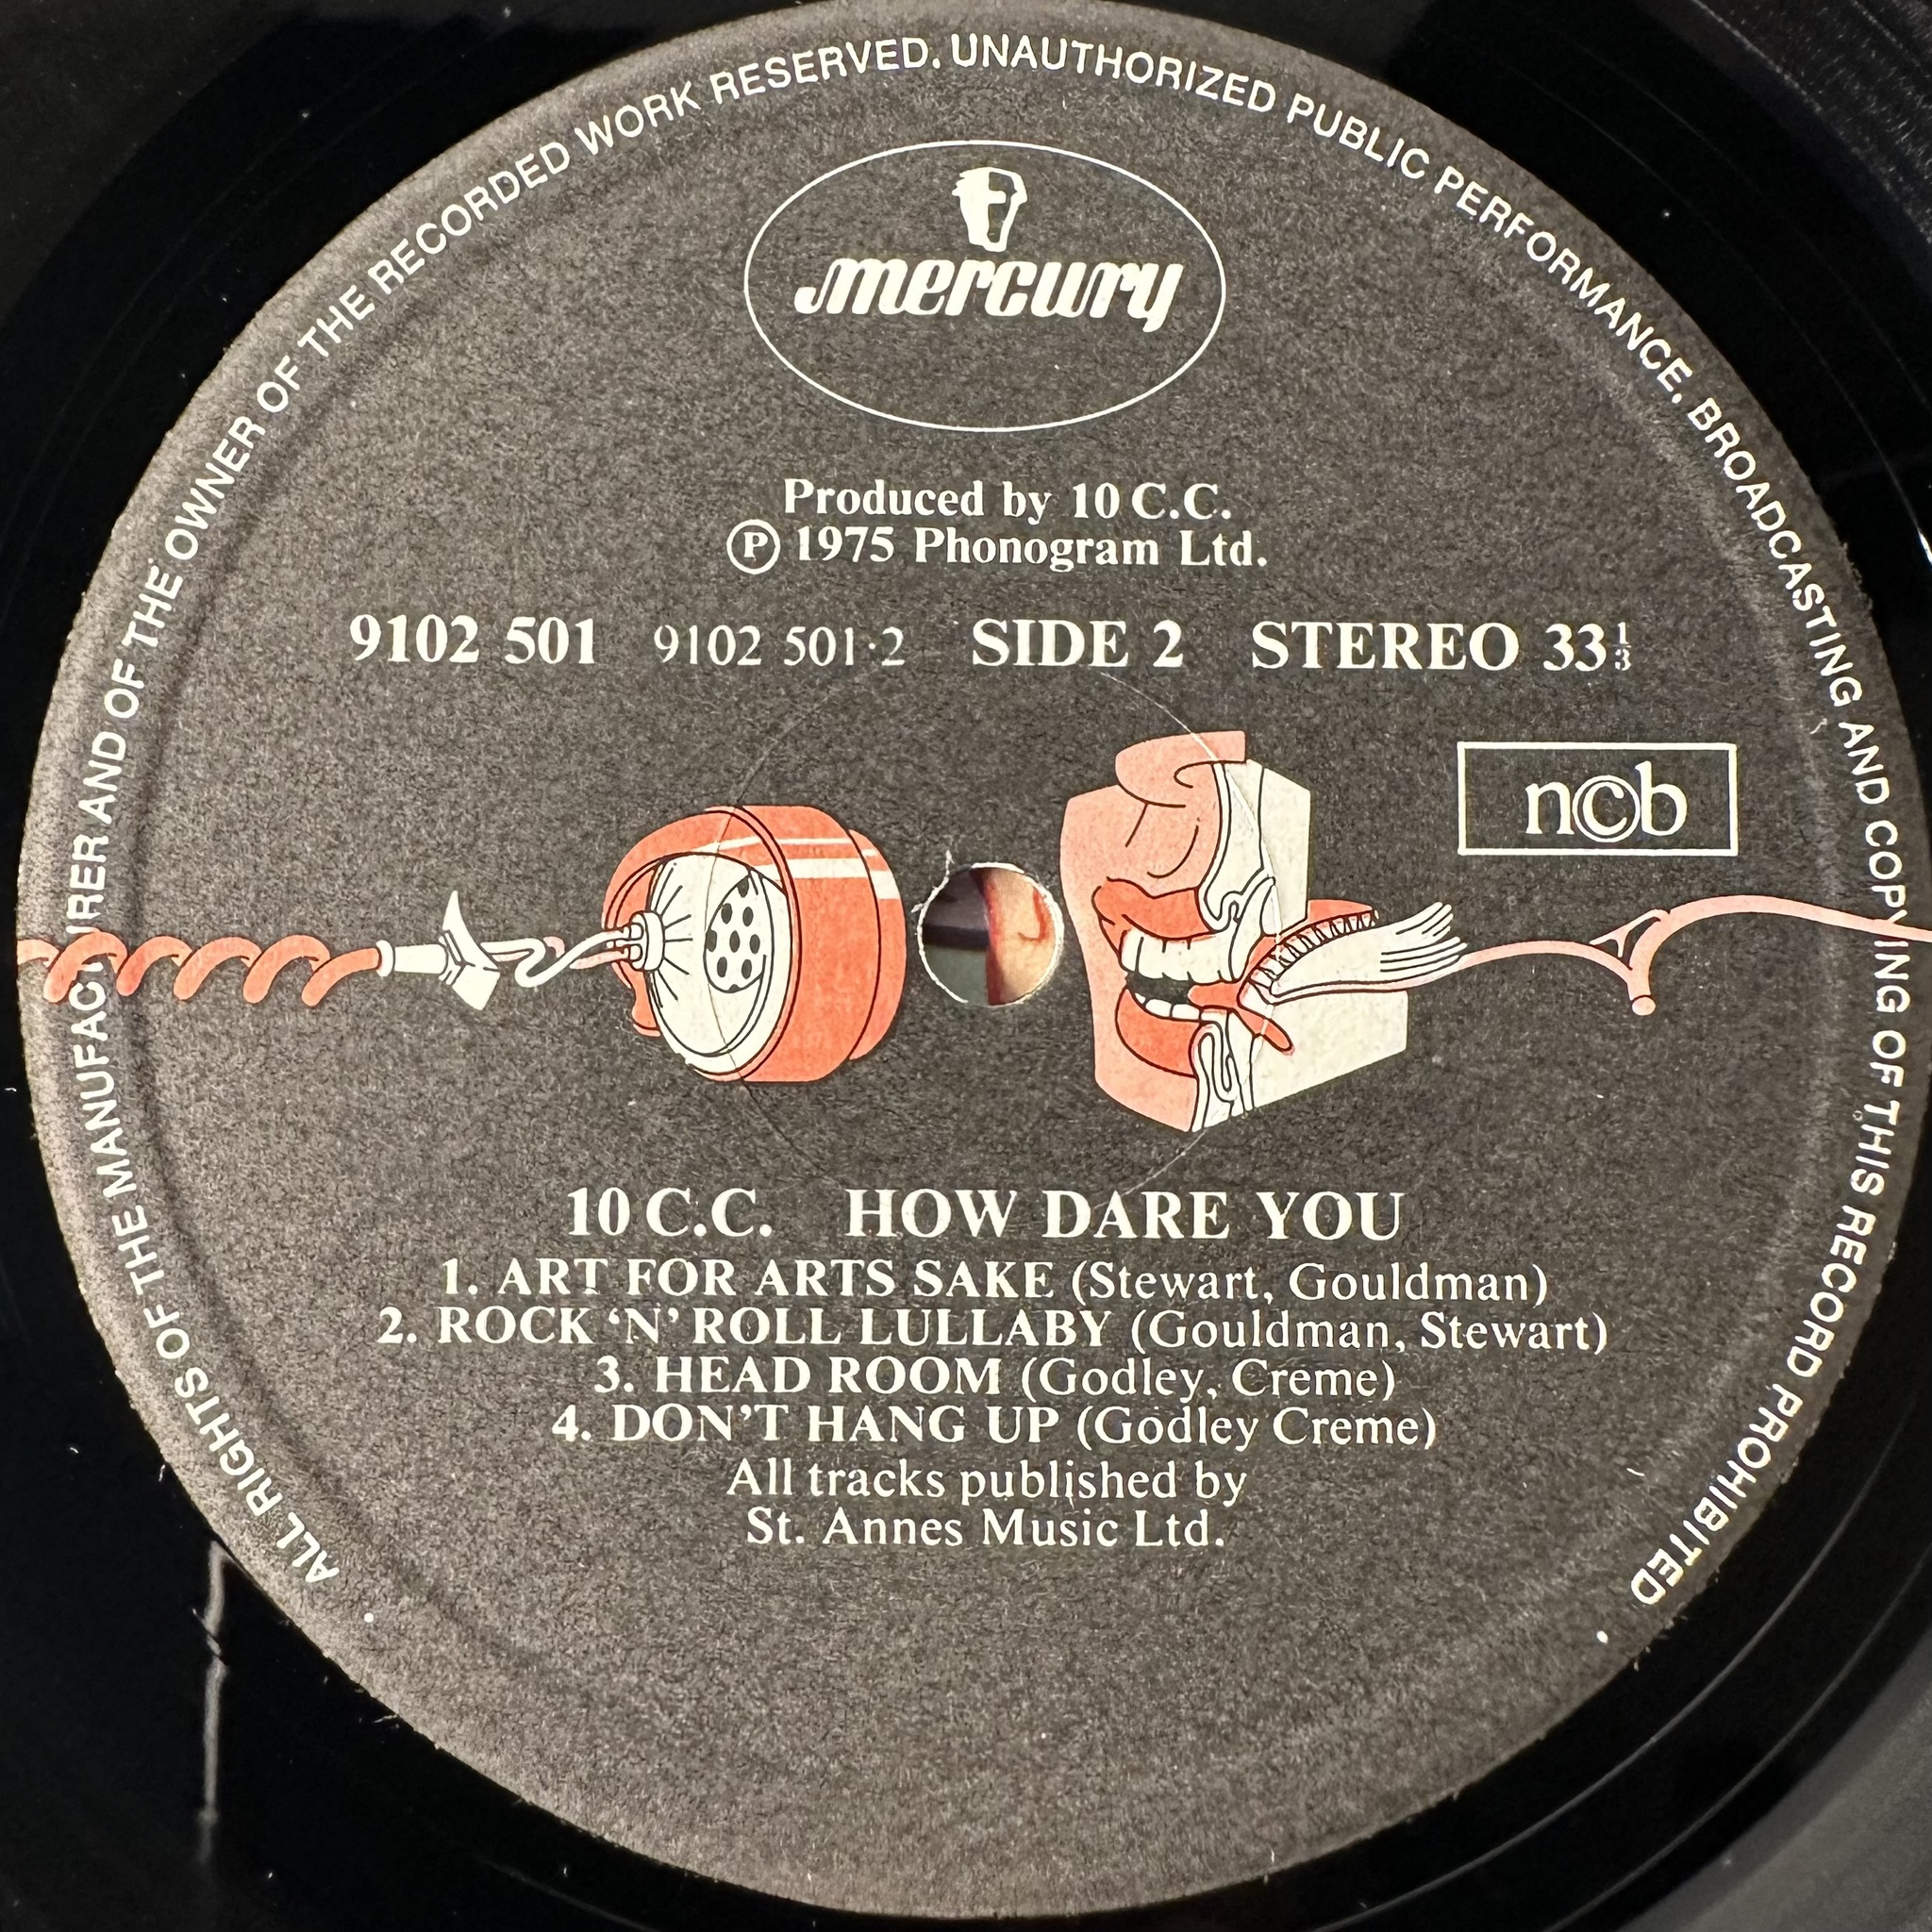 ALL RIGHTS OF THE MANUFACTURER AND OF THE OWNER OF THE RECORDED WORK RESERVED. UNAUTHORIZED PUBLIC PERFORMANCE. BROADCASTING AND COPYING OF THIS RECORD PROHIBITED
mercury
Produced by 10 C.C.
Ⓟ 1975 Phonogram Ltd.
9102 501 9102 501·2 SIDE 2 STEREO 33⅓
n©b
10 C.C. HOW DARE YOU
1. ART FOR ARTS SAKE (Stewart, Gouldman)
2. ROCK ‘N’ ROLL LULLABY (Gouldman, Stewart)
3. HEAD ROOM (Godley, Creme)
4. DON’T HANG UP (Godley Creme)
All tracks published by
St. Annes Music Ltd.